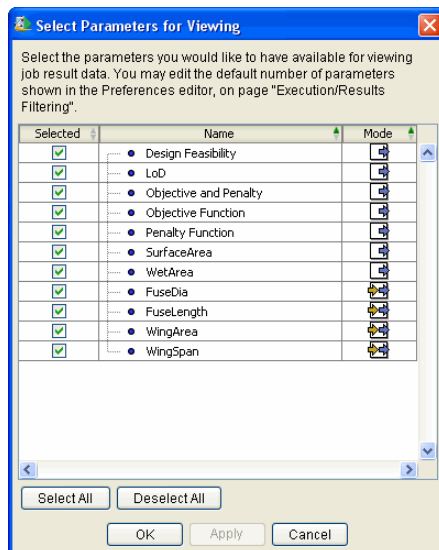 Select Parameters for Viewing
Select the parameters you would like to have available for viewing
job result data. You may edit the default number of parameters
shown in the Preferences editor, on page "Execution/Results
Filtering".
Selected Name Mode
Design Feasibility
LoD
Objective and Penalty
Objective Function
Penalty Function
SurfaceArea
WetArea
FuseDia
FuseLength
WingArea
WingSpan
Select All Deselect All
OK Apply Cancel